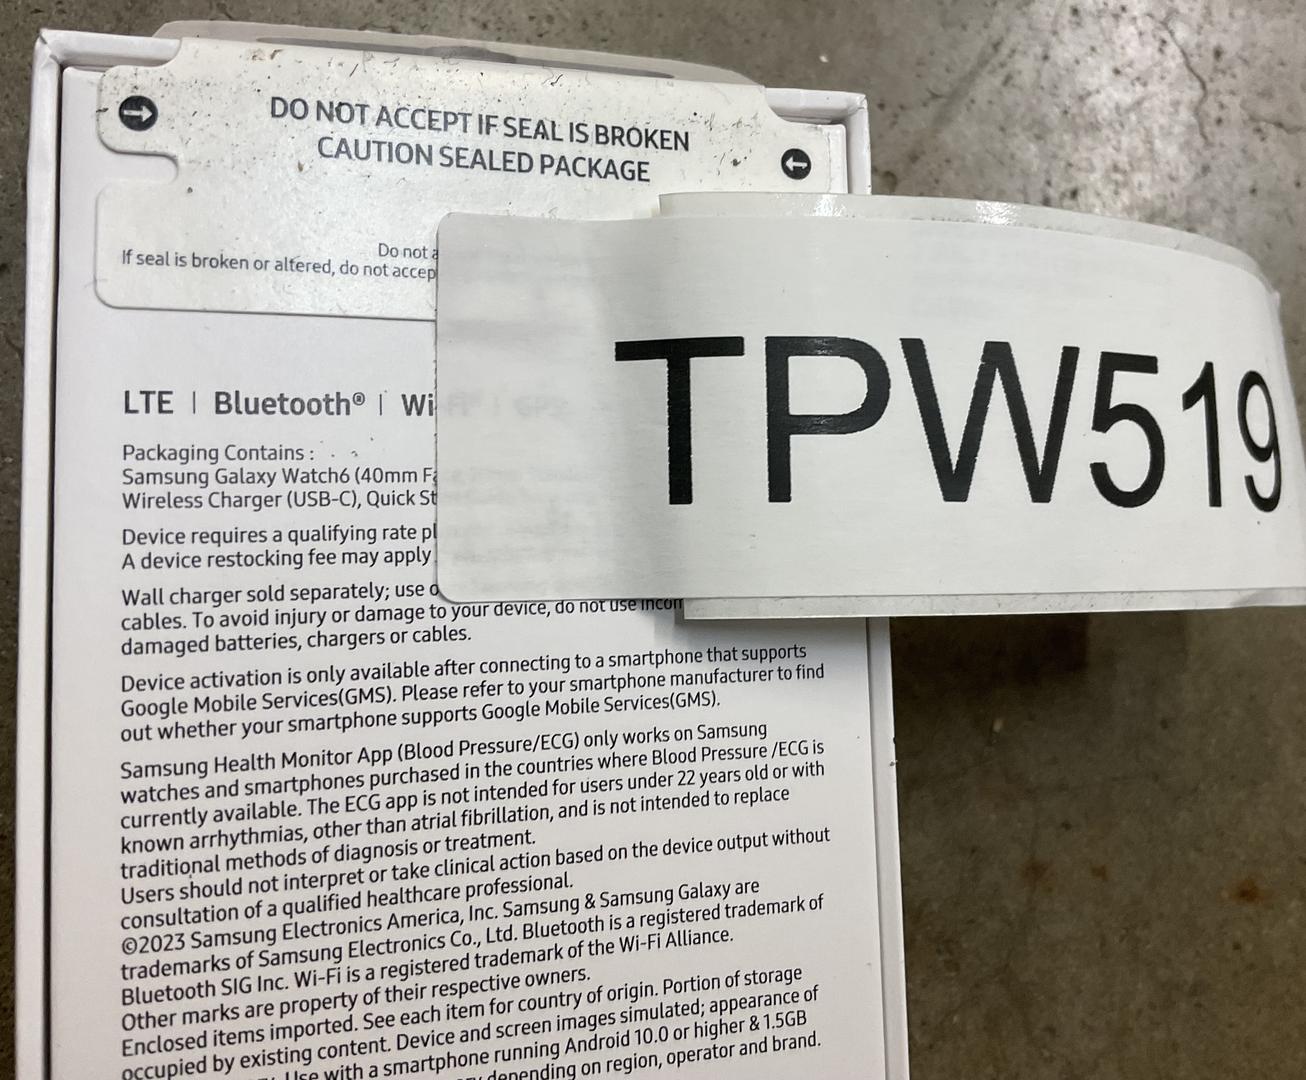 DO NOT ACCEPT IF SEAL IS BROKEN
CAUTION SEALED PACKAGE
Do not
If seal is broken or altered, do not
TPW519
LTE | Bluetooth® |
Packaging Contains :
Samsung Galaxy Watch6 (40mm
Wireless Charger (USB-C), Quick
Device requires a qualifying rate
A device restocking fee may apply
Wall charger sold separately; use
cables. To avoid injury or damage to your device, do not use
damaged batteries, chargers or cables.
Device activation is only available after connecting to a smartphone that supports
Google Mobile Services(GMS). Please refer to your smartphone manufacturer to find
out whether your smartphone supports Google Mobile Services(GMS).
Samsung Health Monitor App (Blood Pressure/ECG) only works on Samsung
watches and smartphones purchased in the countries where Blood Pressure /ECG is
currently available. The ECG app is not intended for users under 22 years old or with
known arrhythmias, other than atrial fibrillation, and is not intended to replace
traditional methods of diagnosis or treatment.
Users should not interpret or take clinical action based on the device output without
consultation of a qualified healthcare professional.
©2023 Samsung Electronics America, Inc. Samsung & Samsung Galaxy are
trademarks of Samsung Electronics Co., Ltd. Bluetooth is a registered trademark of
Bluetooth SIG Inc. Wi-Fi is a registered trademark of the Wi-Fi Alliance.
Other marks are property of their respective owners.
Enclosed items imported. See each item for country of origin. Portion of storage
occupied by existing content. Device and screen images simulated; appearance of
Use with a smartphone running Android 10.0 or higher & 1.5GB
depending on region, operator and brand.